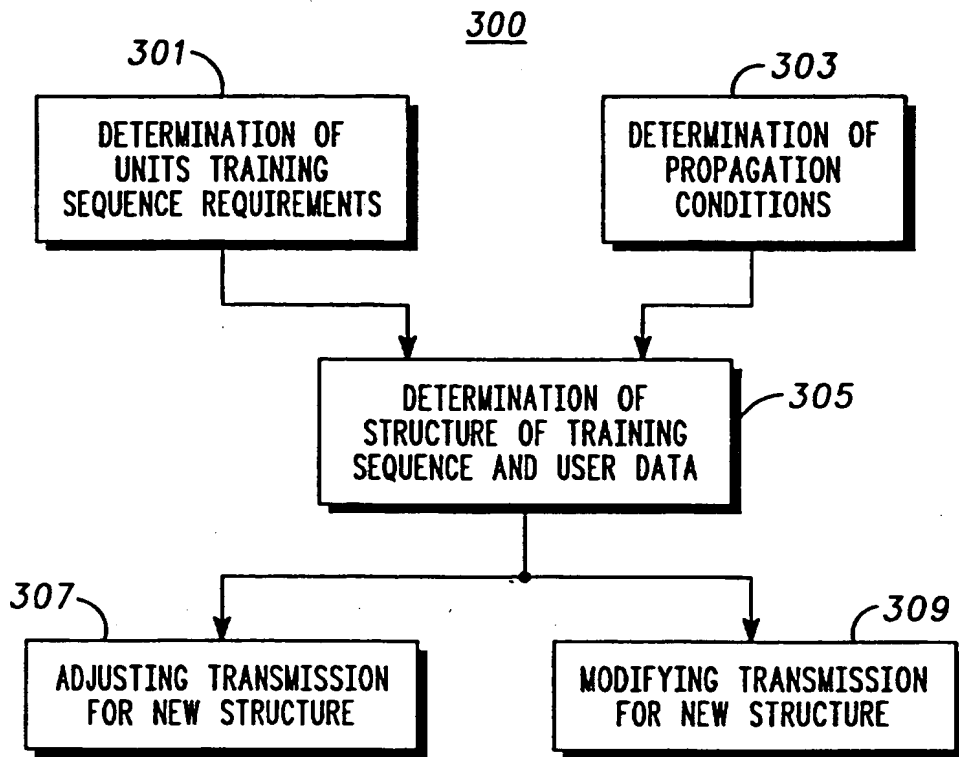 300
301
303
DETERMINATION OF
UNITS TRAINING
SEQUENCE REQUIREMENTS
DETERMINATION OF
PROPAGATION
CONDITIONS
DETERMINATION OF
STRUCTURE OF TRAINING
SEQUENCE AND USER DATA
305
307
309
ADJUSTING TRANSMISSION
FOR NEW STRUCTURE
MODIFYING TRANSMISSION
FOR NEW STRUCTURE